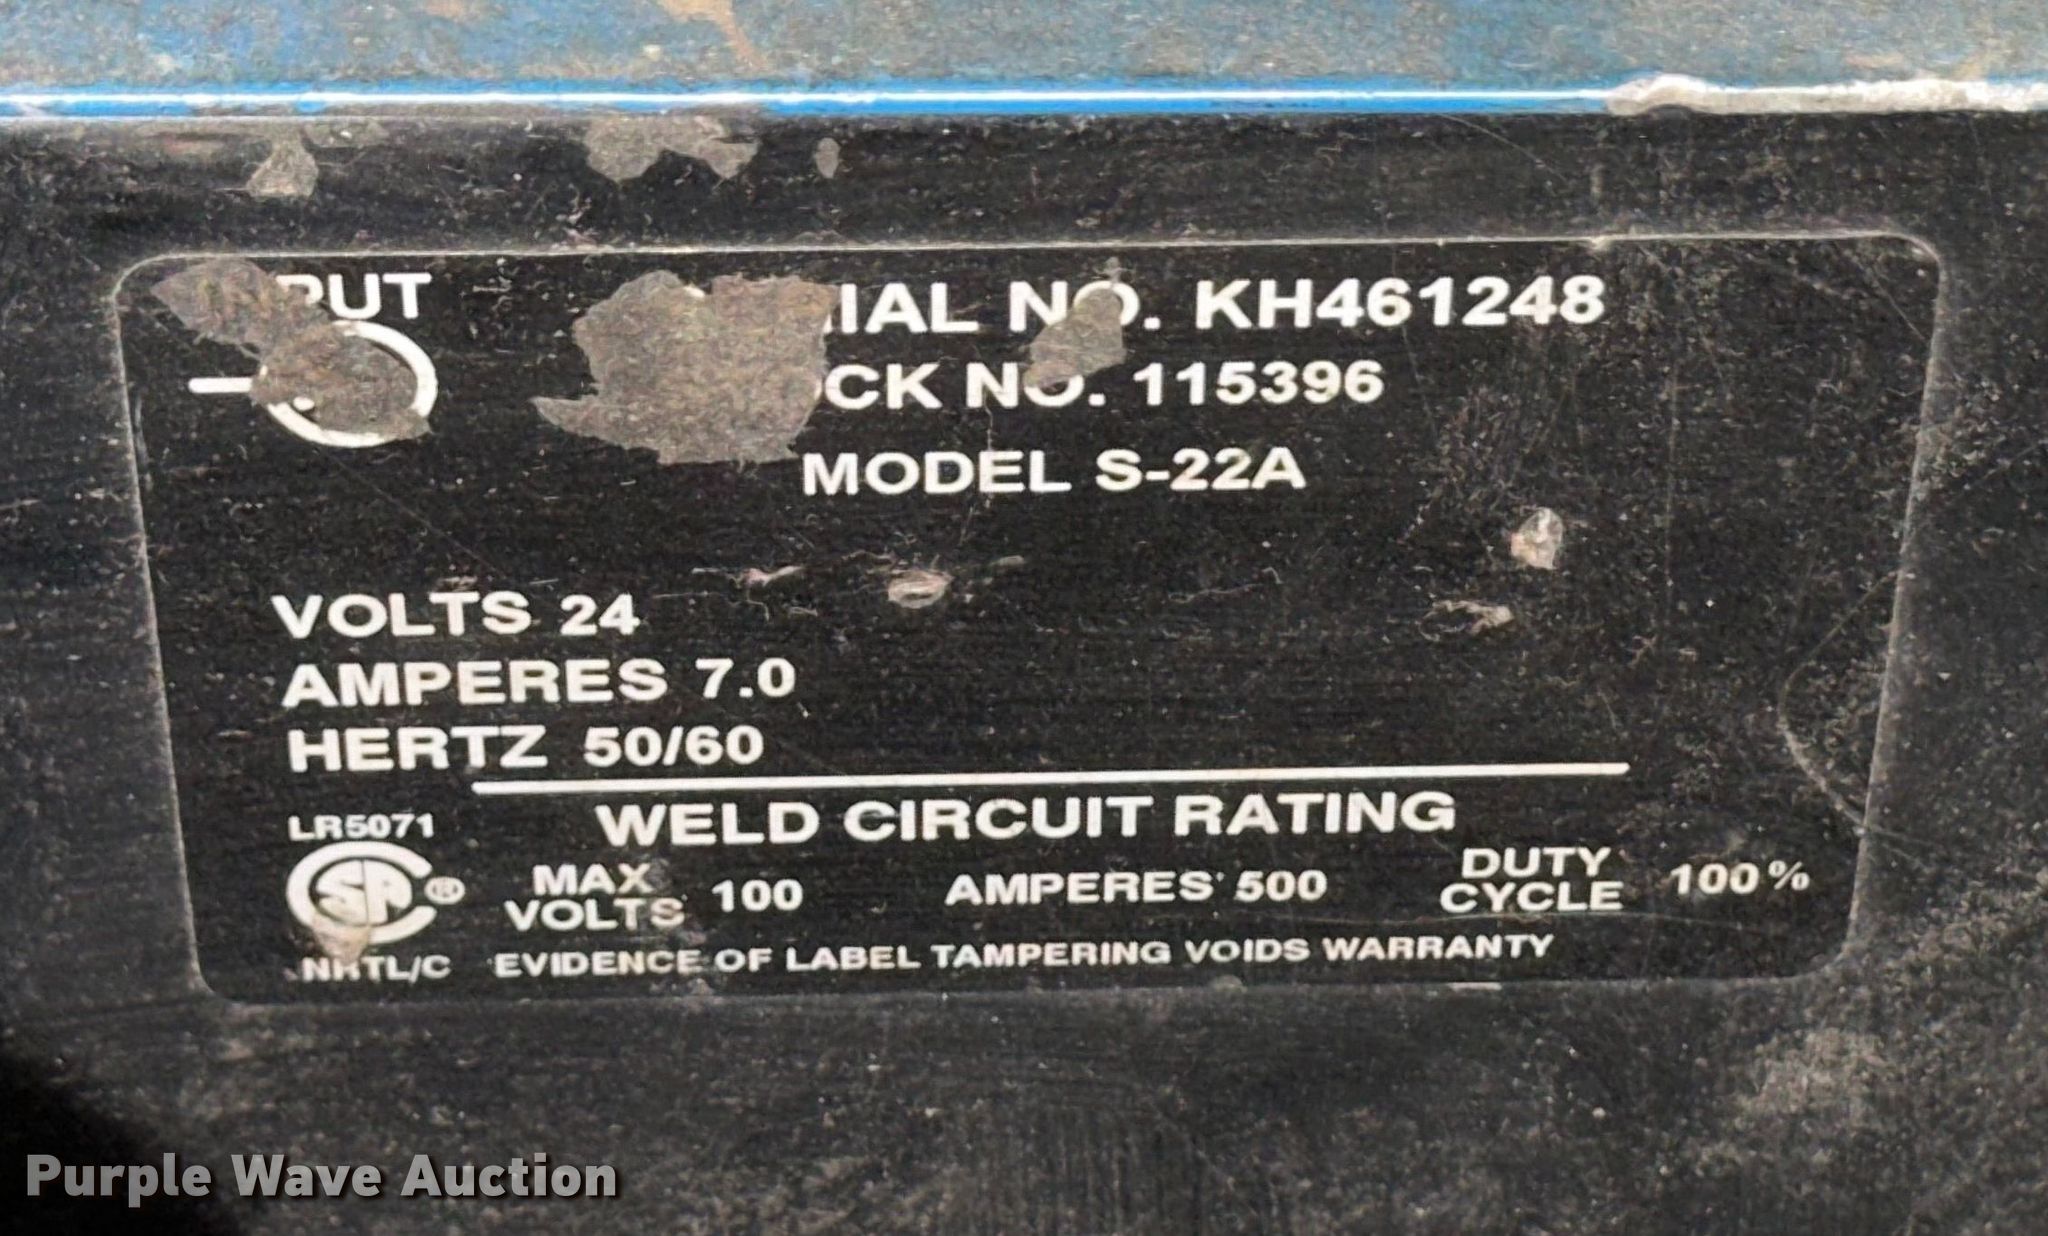 PUT
IAL NO. KH461248
OCK NO. 115396
MODEL S-22A
VOLTS 24
AMPERES 7.0
HERTZ 50/60
WELD CIRCUIT RATING
LR5071
MAX VOLTS 100 AMPERES 500 DUTY CYCLE 100%
NRTL/C EVIDENCE OF LABEL TAMPERING VOIDS WARRANTY
Purple Wave Auction